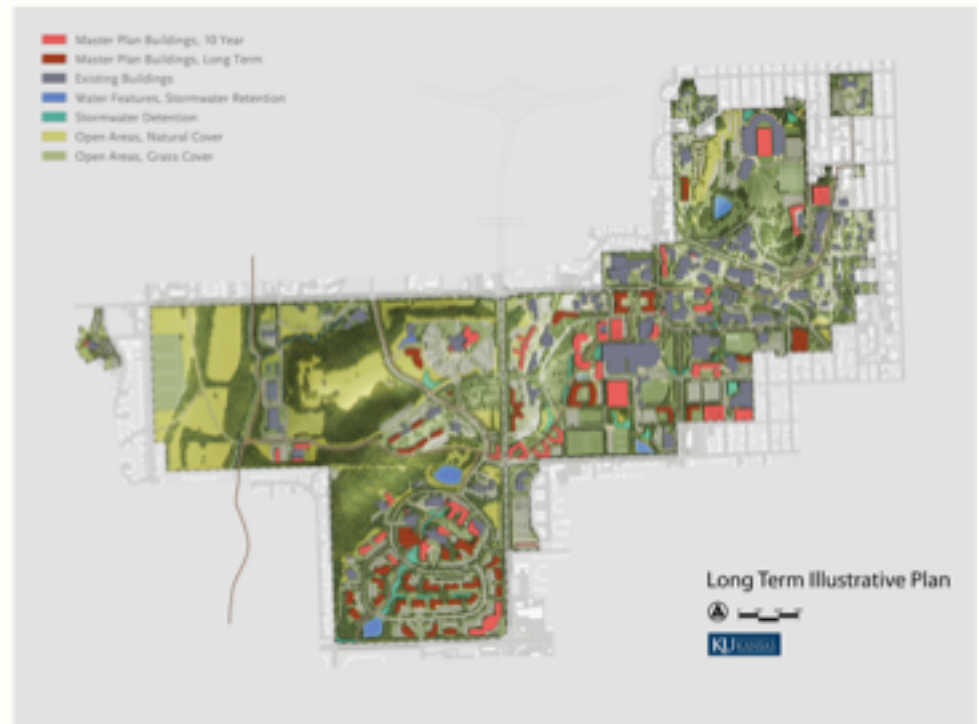 Master Plan Buildings, 10 Year
Master Plan Buildings, Long Term
Existing Buildings
Water Features, Stormwater Retention
Stormwater Detention
Open Areas, Natural Cover
Open Areas, Grass Cover
Long Term Illustrative Plan
KU KANSAS